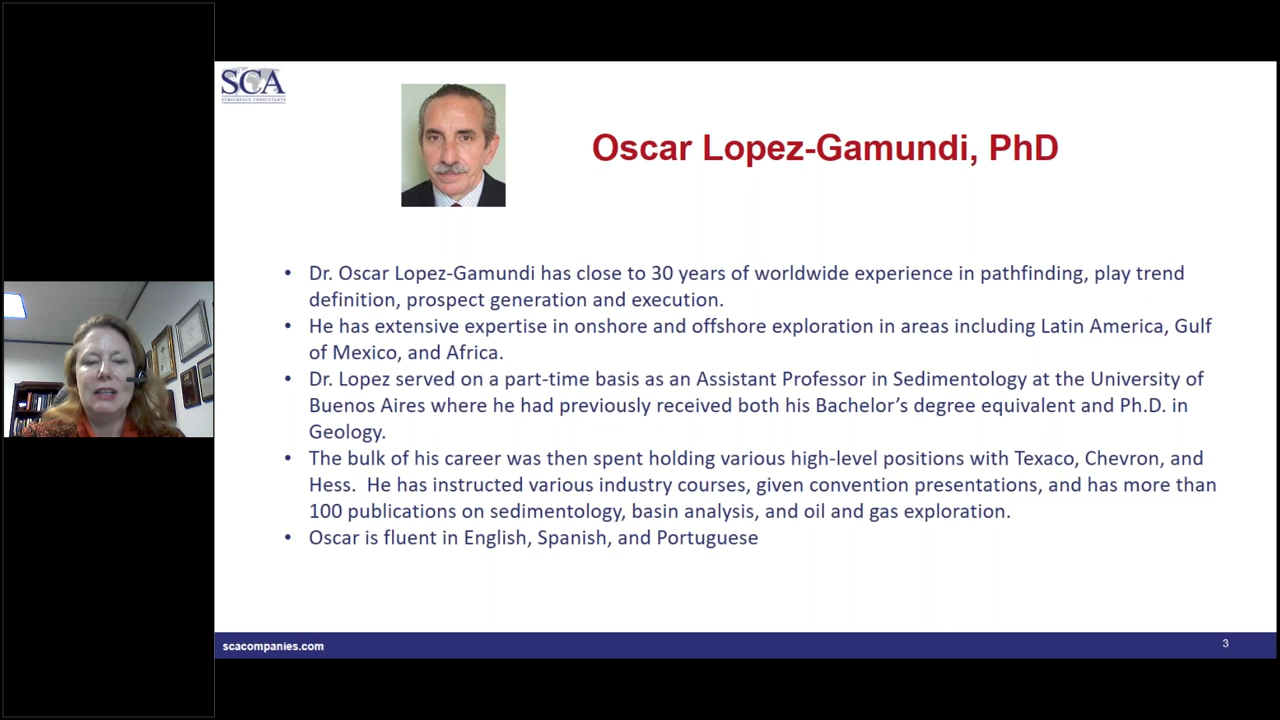 SCA
SUBSURFACE CONSULTANTS
Oscar Lopez-Gamundi, PhD
• Dr. Oscar Lopez-Gamundi has close to 30 years of worldwide experience in pathfinding, play trend
definition, prospect generation and execution.
• He has extensive expertise in onshore and offshore exploration in areas including Latin America, Gulf
of Mexico, and Africa.
• Dr. Lopez served on a part-time basis as an Assistant Professor in Sedimentology at the University of
Buenos Aires where he had previously received both his Bachelor’s degree equivalent and Ph.D. in
Geology.
• The bulk of his career was then spent holding various high-level positions with Texaco, Chevron, and
Hess.  He has instructed various industry courses, given convention presentations, and has more than
100 publications on sedimentology, basin analysis, and oil and gas exploration.
• Oscar is fluent in English, Spanish, and Portuguese
scacompanies.com
3